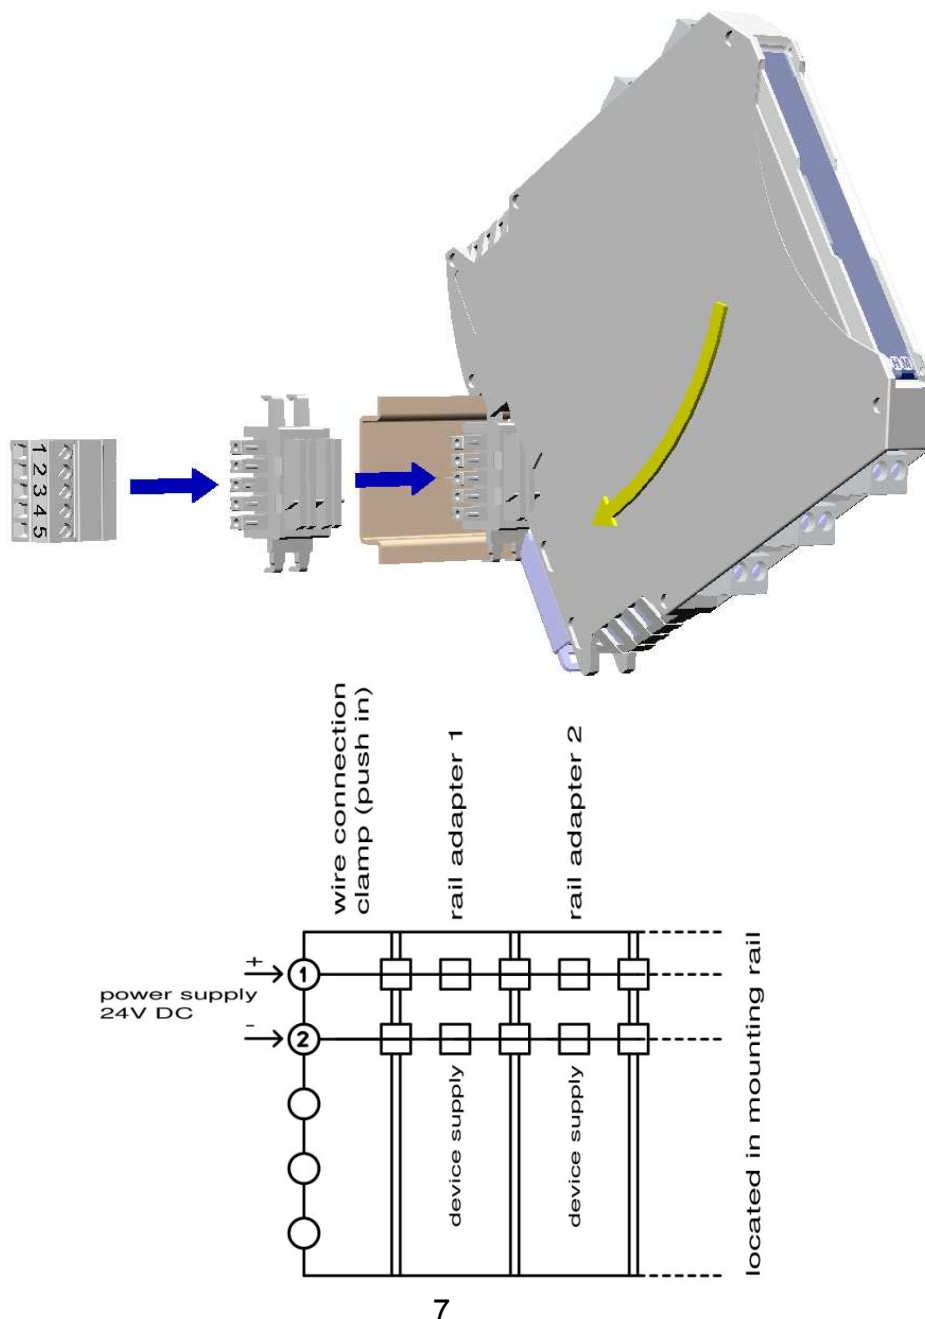 1 2 3 4 5
wire connection
clamp (push in)
rail adapter 1
rail adapter 2
+
1
power supply
24V DC
-
2
device supply
device supply
located in mounting rail
7